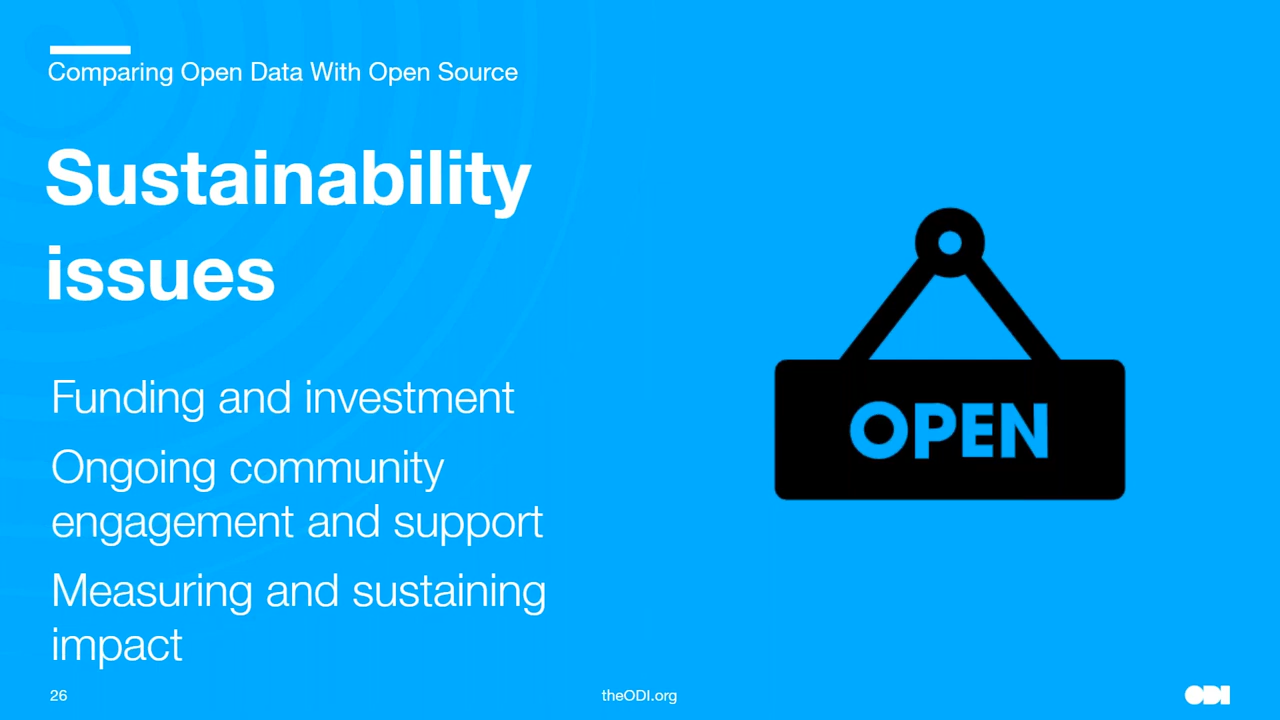 Comparing Open Data With Open Source
Sustainability
issues
Funding and investment
Ongoing community
engagement and support
Measuring and sustaining
impact
OPEN
26
theODI.org
ODI